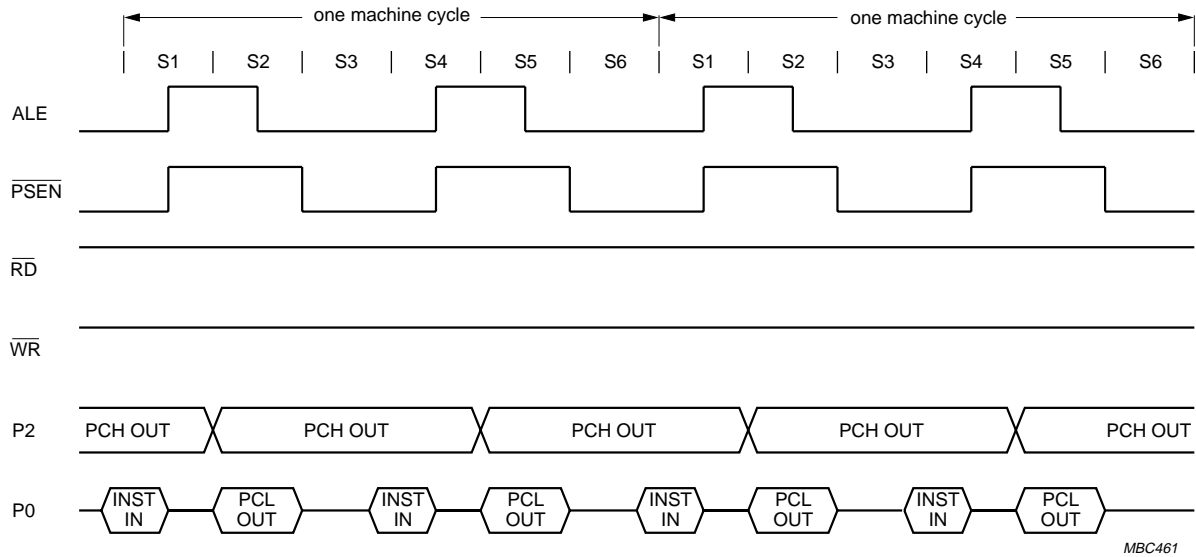 one machine cycle one machine cycle
S1 S2 S3 S4 S5 S6 S1 S2 S3 S4 S5 S6
ALE
PSEN
RD
WR
P2 PCH OUT PCH OUT PCH OUT PCH OUT PCH OUT
P0 INST IN PCL OUT INST IN PCL OUT INST IN PCL OUT INST IN PCL OUT
MBC461